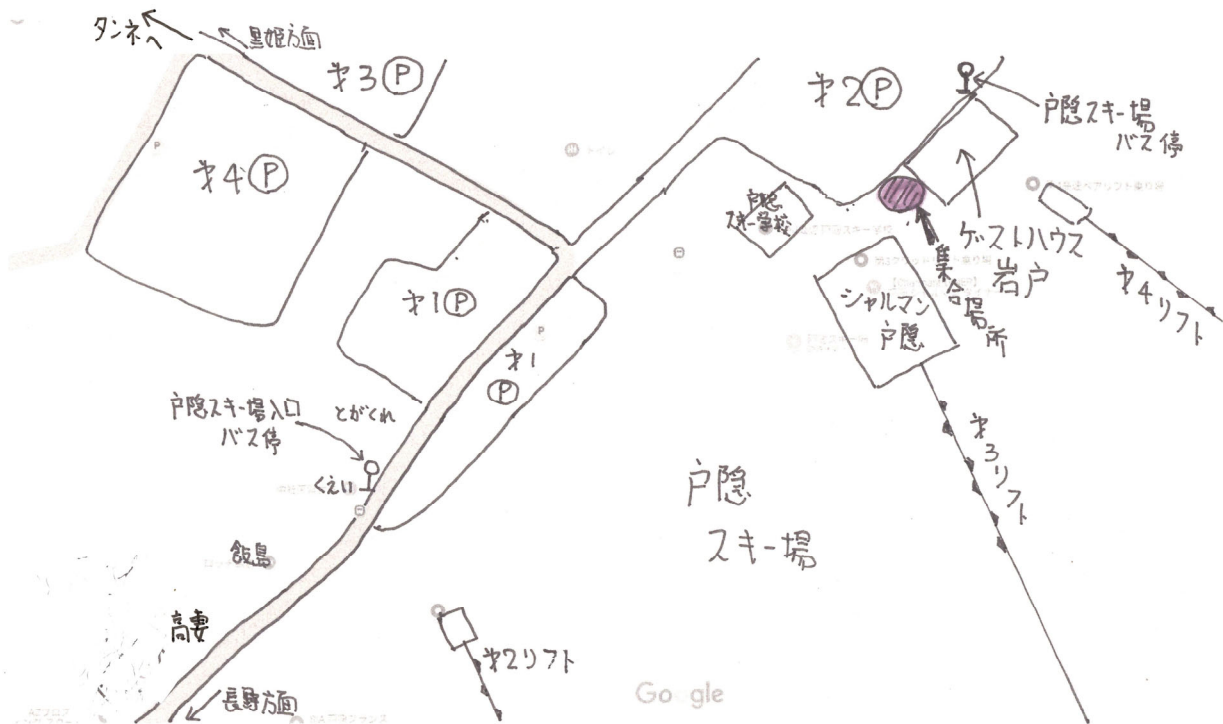 タンネへ
黒姫方面
才3Ⓟ
才2Ⓟ
戸隠スキー場
バス停
才4Ⓟ
トイレ
戸隠
スキー学校
ゲストハウス
岩戸
集合場所
才4リフト
シャルマン
戸隠
才1Ⓟ
才1
Ⓟ
戸隠スキー場入口
バス停
とがくれ
くえい
才3リフト
戸隠
スキー場
飯島
高妻
才2リフト
長野方面
Google